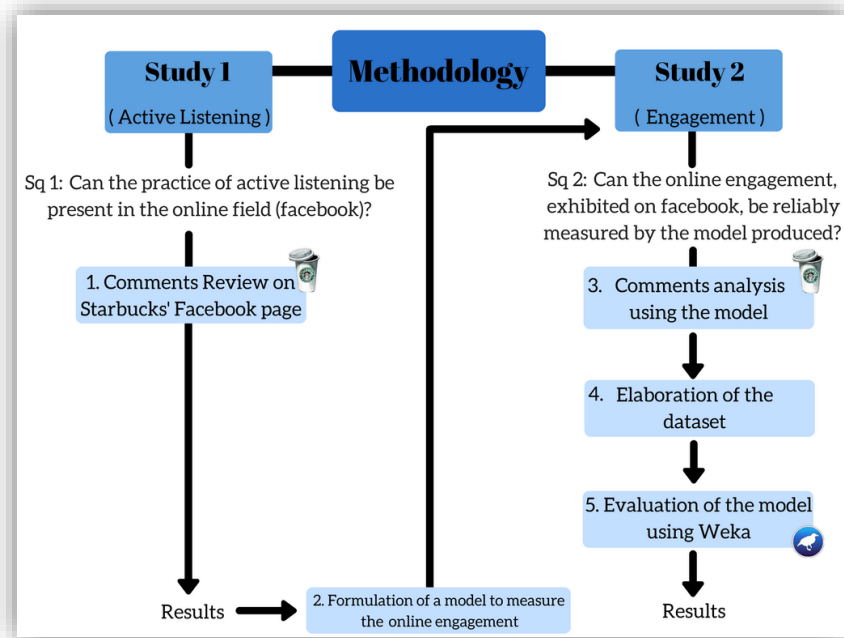 Methodology
Study 1
( Active Listening )
Sq 1: Can the practice of active listening be
present in the online field (facebook)?
1. Comments Review on
Starbucks' Facebook page
Results
2. Formulation of a model to measure
the online engagement
Study 2
( Engagement )
Sq 2: Can the online engagement,
exhibited on facebook, be reliably
measured by the model produced?
3. Comments analysis
using the model
4. Elaboration of the
dataset
5. Evaluation of the model
using Weka
Results